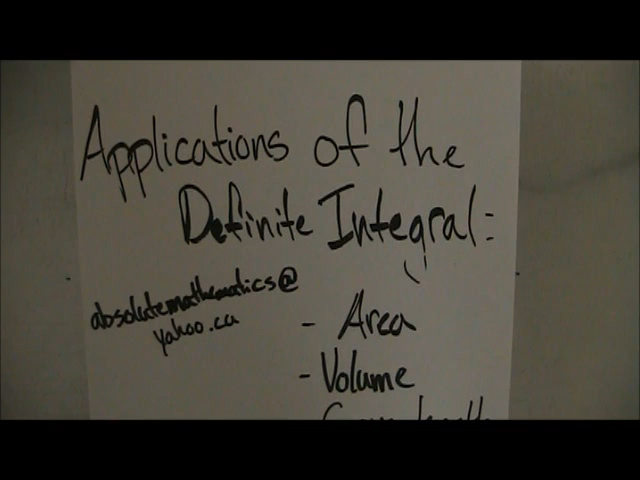 Applications of the
Definite Integral:
absolutemathematics@
yahoo.ca
- Area
- Volume